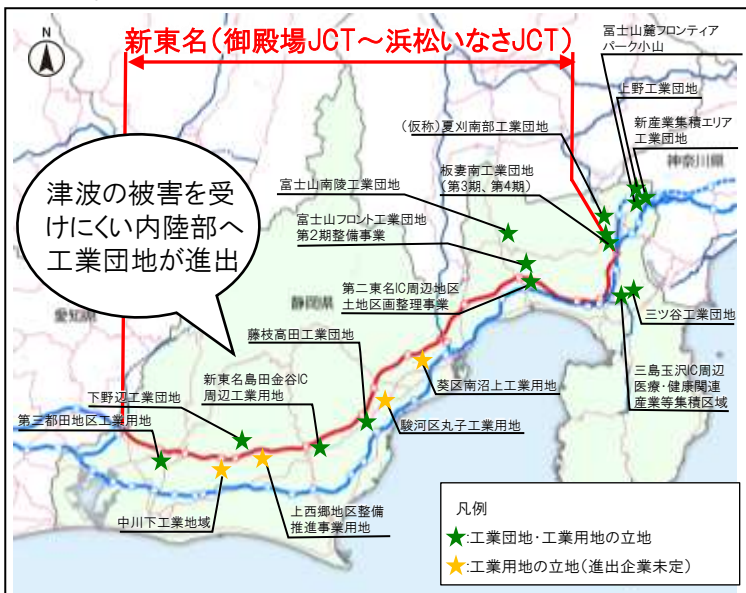 新東名(御殿場JCT～浜松いなさJCT)
N
富士山麓フロンティア
パーク小山
上野工業団地
新産業集積エリア
工業団地
神奈川県
(仮称)夏刈南部工業団地
板妻南工業団地
(第3期、第4期)
富士山南陵工業団地
富士山フロント工業団地
第2期整備事業
津波の被害を受
けにくい内陸部へ
工業団地が進出
第二東名IC周辺地区
土地区画整理事業
静岡県
愛知県
三ツ谷工業団地
藤枝高田工業団地
葵区南沼上工業用地
三島玉沢IC周辺
医療・健康関連
産業等集積区域
新東名島田金谷IC
周辺工業用地
下野辺工業団地
駿河区丸子工業用地
第三都田地区工業用地
中川下工業地域
上西郷地区整備
推進事業用地
凡例
:工業団地・工業用地の立地
:工業用地の立地(進出企業未定)